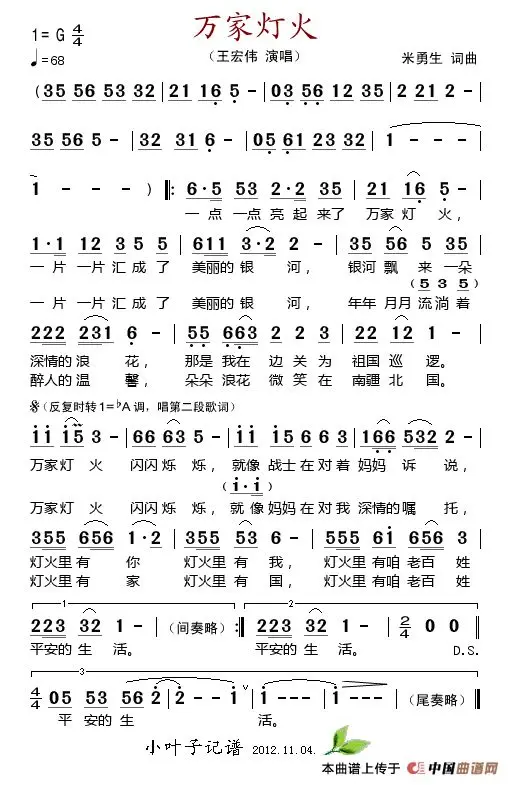 万家灯火
1=G 4/4
♩=68
（王宏伟 演唱）
米勇生 词曲
( 35 56 53 32 | 21 16 5 - | 03 56 12 35 | 2 221 - |
35 56 5 - | 32 31 6 - | 05 61 23 32 | 1 - - - |
1 - - - ) |: 6·5 53 2·2 35 | 21 16 5 - |
一点 一点 亮 起 来了 万家 灯 火，
1·1 12 3 5 5 | 611 3·2 2 - | 35 56 6 35 |
一片 一片 汇 成 了 美丽的 银 河， 银河 飘 来 一朵
(5 3 5)
一片 一片 汇 成 了 美丽的 银 河， 年年 月月 流淌 着
222 231 6 - | 55 663 2 2 3 | 22 12 1 - |
深情的 浪 花， 那是 我在 边 关 为 祖国 巡 逻。
醉人的 温 馨， 朵朵 浪花 微 笑 在 南疆 北 国。
(反复时转1=♭A调，唱第二段歌词)
11 15 3 - | 66 63 5 - | 11 156 66 53 | 166 532 2 - |
万家 灯 火 闪闪 烁 烁， 就像 战士 在 对 着 妈妈 诉 说，
(1·1)
万家 灯 火 闪闪 烁 烁， 就 像 妈妈 在 对 我 深情的 嘱 托，
355 656 1·2 | 355 53 6 - | 555 61 653 5 |
灯火里 有 你 灯火里 有 我， 灯火里 有咱 老百 姓
灯火里 有 家 灯火里 有 国， 灯火里 有咱 老百 姓
1
2
223 32 1 - | (间奏略) :| 223 32 1 - | 2/4 0 0 |
平安的 生 活。 平安的 生 活。 D.S.
3
4/4 05 53 56 2 | 2 - - 1 | 1 - - - | 1 - - - | (尾奏略) |
平 安的 生 活。
小叶子记谱 2012.11.04.
本曲谱上传于 中国曲谱网